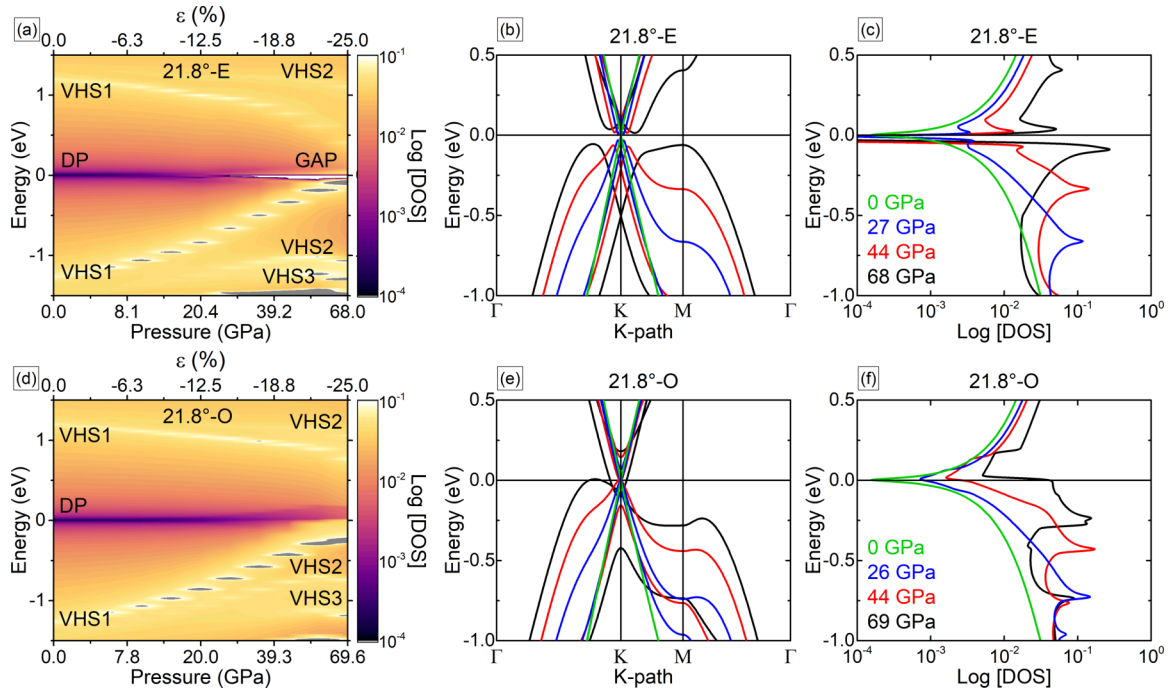 (a)
ε (%)
0.0 -6.3 -12.5 -18.8 -25.0
21.8°-E
VHS1
VHS2
DP
GAP
VHS1
VHS2
VHS3
Energy (eV)
1
0
-1
0.0 8.1 20.4 39.2 68.0
Pressure (GPa)
10^-1
10^-2
10^-3
10^-4
Log [DOS]
(b)
21.8°-E
Energy (eV)
0.5
0.0
-0.5
-1.0
Γ K M Γ
K-path
(c)
21.8°-E
Energy (eV)
0.5
0.0
-0.5
-1.0
0 GPa
27 GPa
44 GPa
68 GPa
10^-4 10^-3 10^-2 10^-1 10^0
Log [DOS]
(d)
ε (%)
0.0 -6.3 -12.5 -18.8 -25.0
21.8°-O
VHS1
VHS2
DP
VHS2
VHS3
VHS1
Energy (eV)
1
0
-1
0.0 7.8 20.0 39.3 69.6
Pressure (GPa)
10^-1
10^-2
10^-3
10^-4
Log [DOS]
(e)
21.8°-O
Energy (eV)
0.5
0.0
-0.5
-1.0
Γ K M Γ
K-path
(f)
21.8°-O
Energy (eV)
0.5
0.0
-0.5
-1.0
0 GPa
26 GPa
44 GPa
69 GPa
10^-4 10^-3 10^-2 10^-1 10^0
Log [DOS]